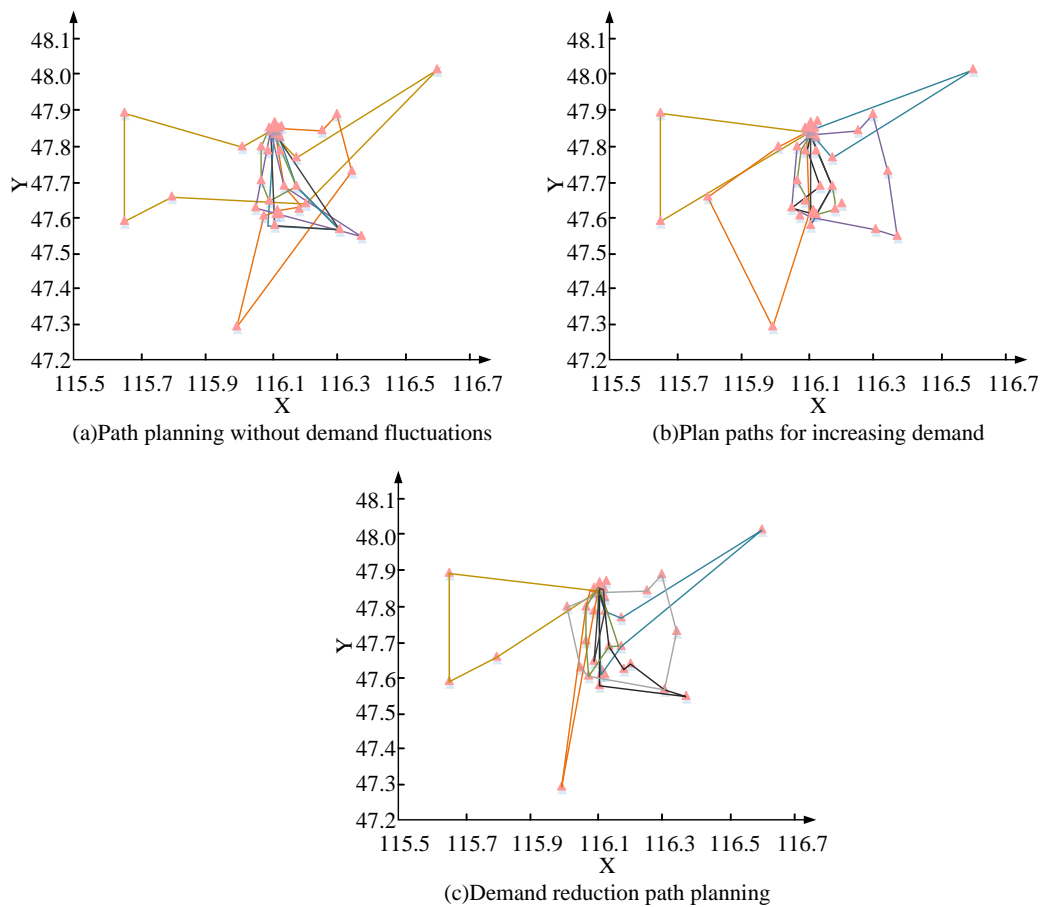 48.1
48.0
47.9
47.8
47.7
47.6
47.5
47.4
47.3
47.2
Y
115.5 115.7 115.9 116.1 116.3 116.5 116.7
X
(a)Path planning without demand fluctuations
48.1
48.0
47.9
47.8
47.7
47.6
47.5
47.4
47.3
47.2
Y
115.5 115.7 115.9 116.1 116.3 116.5 116.7
X
(b)Plan paths for increasing demand
48.1
48.0
47.9
47.8
47.7
47.6
47.5
47.4
47.3
47.2
Y
115.5 115.7 115.9 116.1 116.3 116.5 116.7
X
(c)Demand reduction path planning